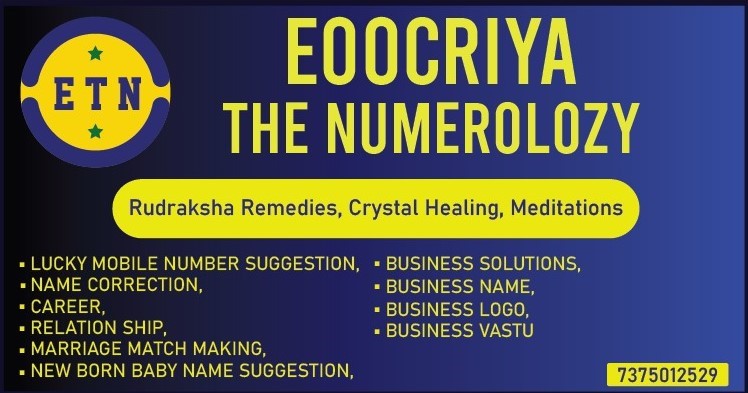 ETN
EOOCRIYA
THE NUMEROLOZY
Rudraksha Remedies, Crystal Healing, Meditations
▪ LUCKY MOBILE NUMBER SUGGESTION,
▪ NAME CORRECTION,
▪ CAREER,
▪ RELATION SHIP,
▪ MARRIAGE MATCH MAKING,
▪ NEW BORN BABY NAME SUGGESTION,
▪ BUSINESS SOLUTIONS,
▪ BUSINESS NAME,
▪ BUSINESS LOGO,
▪ BUSINESS VASTU
7375012529